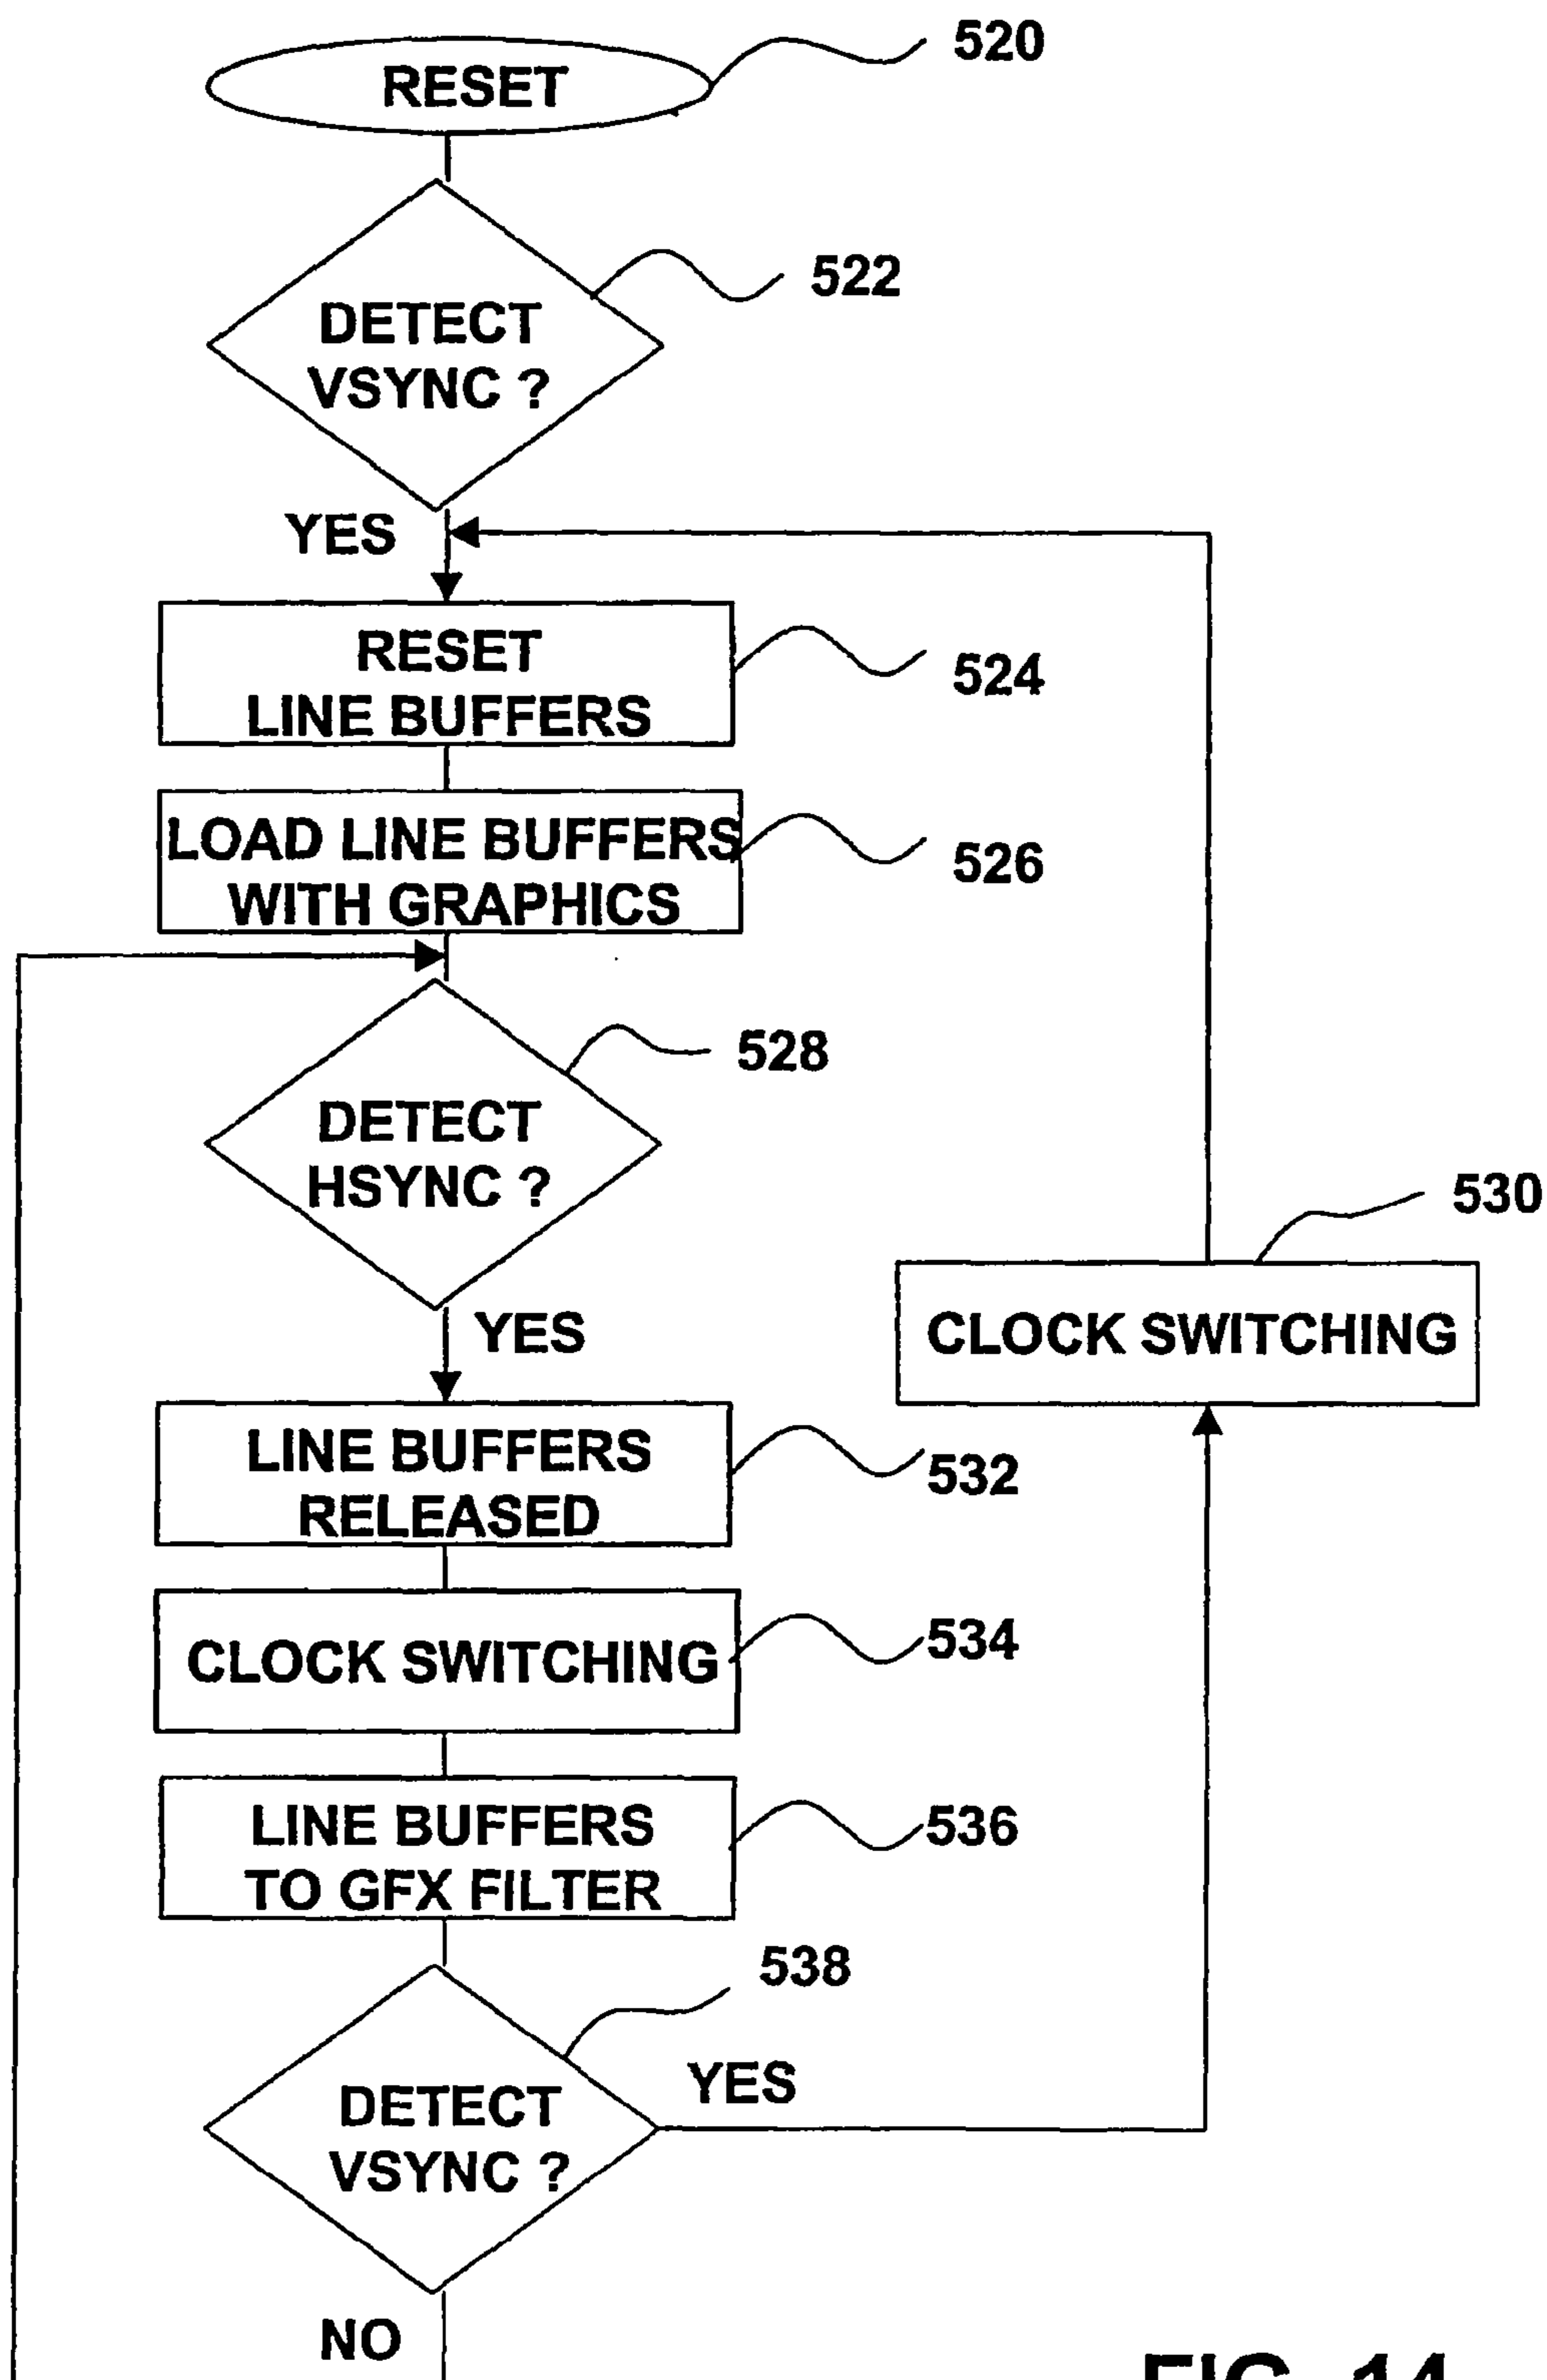 RESET
520
DETECT
VSYNC ?
522
YES
RESET
LINE BUFFERS
524
LOAD LINE BUFFERS
WITH GRAPHICS
526
DETECT
HSYNC ?
528
YES
530
CLOCK SWITCHING
LINE BUFFERS
RELEASED
532
CLOCK SWITCHING
534
LINE BUFFERS
TO GFX FILTER
536
538
DETECT
VSYNC ?
YES
NO
FIG. 14